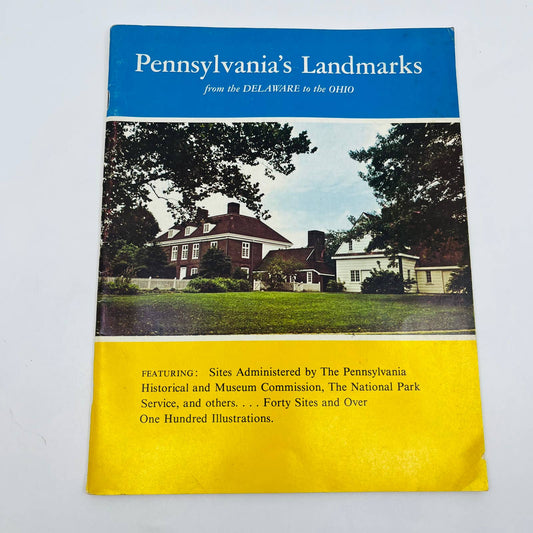 Pennsylvania's Landmarks
from the DELAWARE to the OHIO
FEATURING: Sites Administered by The Pennsylvania
Historical and Museum Commission, The National Park
Service, and others. . . . Forty Sites and Over
One Hundred Illustrations.